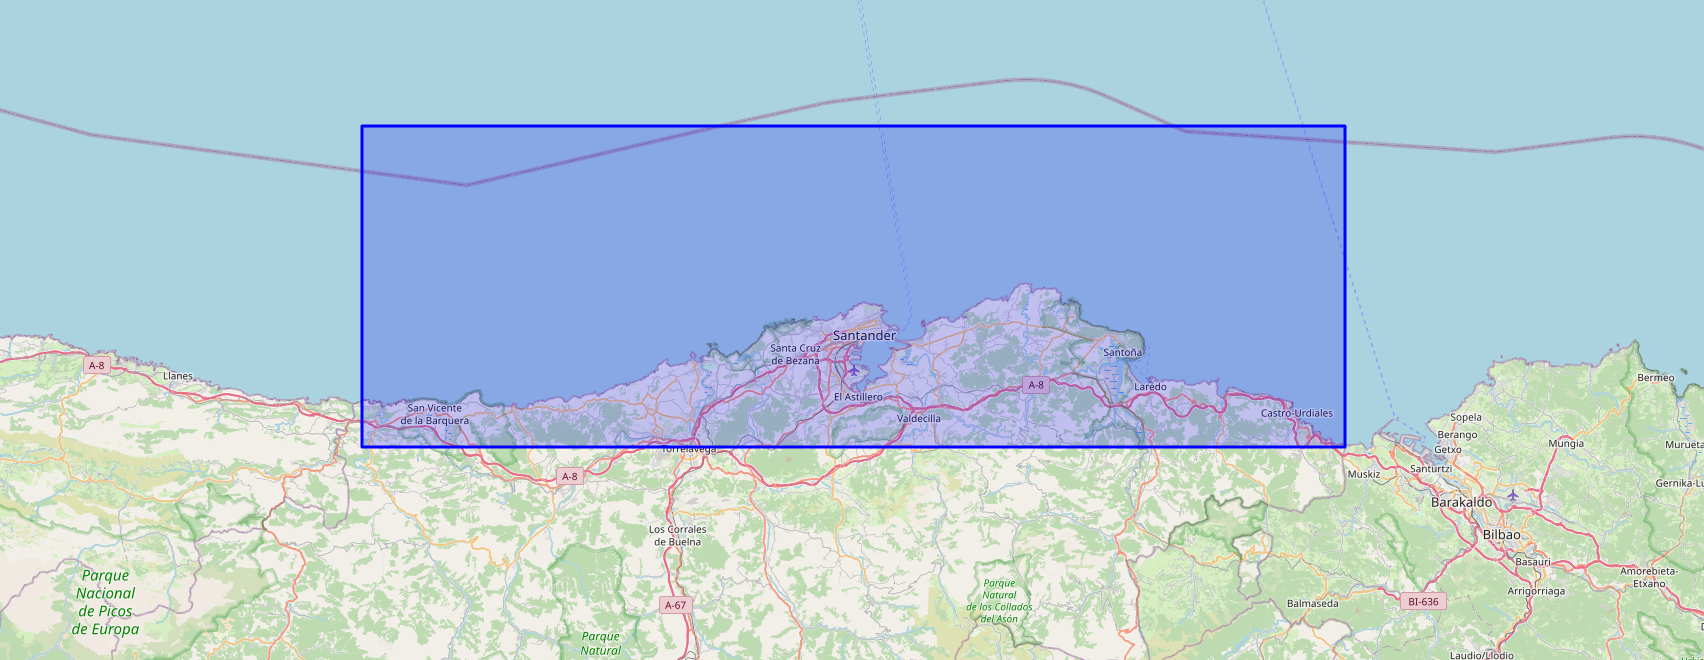 Santander
Santa Cruz
de Bezana
Santoña
A-8
Llanes
A-8
Laredo
Bermeo
El Astillero
San Vicente
de la Barquera
Valdecilla
Castro-Urdiales
Sopela
Berango
Getxo
Mungia
Murueta
Torrelavega
A-8
Muskiz
Santurtzi
Gernika-Lu
Barakaldo
Los Corrales
de Buelna
Bilbao
Basauri
Amorebieta-
Etxano
Arrigorriaga
Parque
Nacional
de Picos
de Europa
Parque
Natural
de los Collados
del Asón
A-67
Balmaseda
BI-636
Parque
Natural
Laudio/Llodio